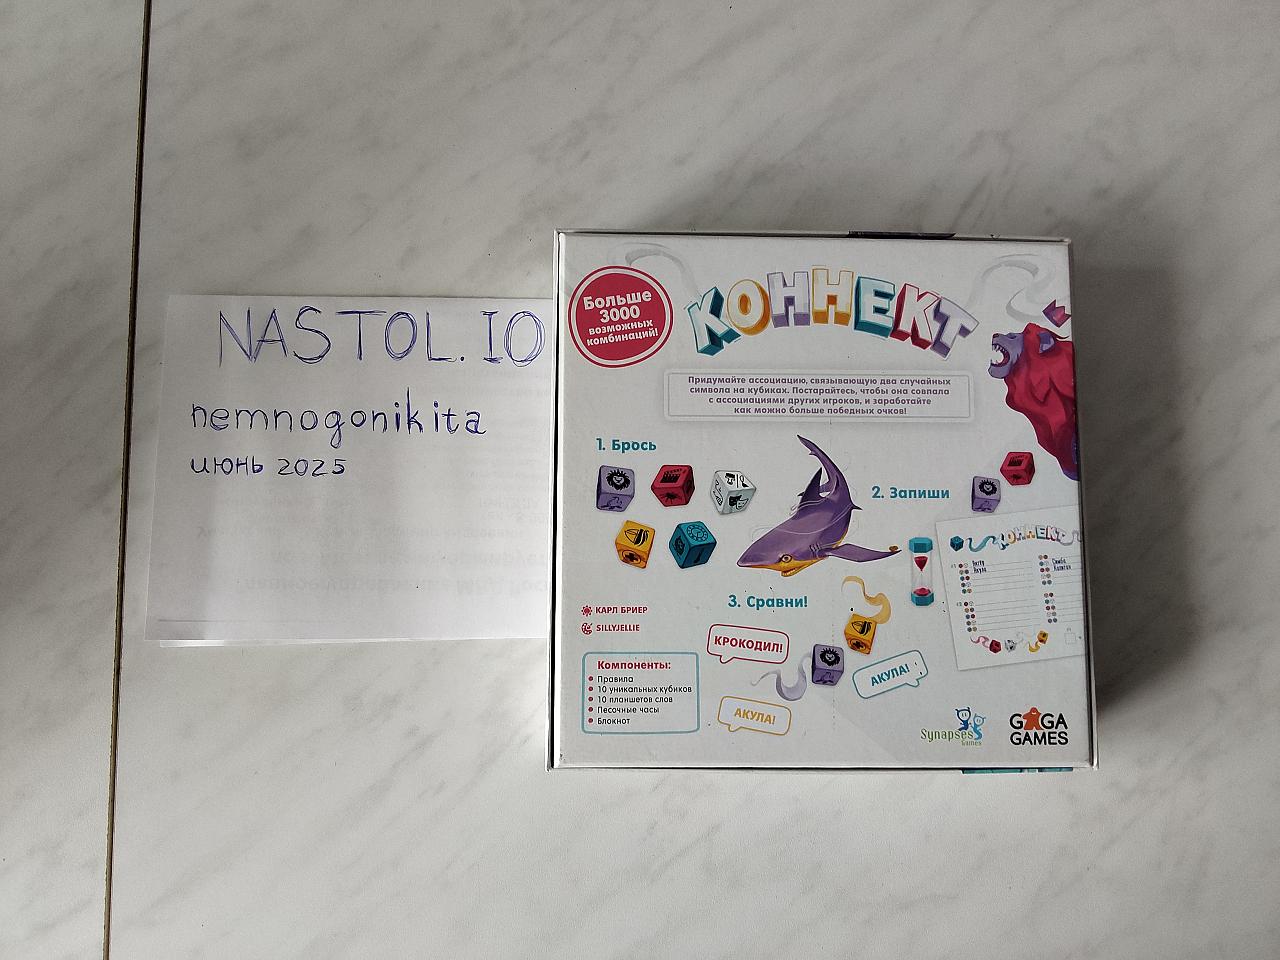 NASTOL.IO
nemnogonikita
июнь 2025
Больше
3000
возможных
комбинаций!
КОННЕКТ
Придумайте ассоциацию, связывающую два случайных
символа на кубиках. Постарайтесь, чтобы она совпала
с ассоциациями других игроков, и заработайте
как можно больше победных очков!
1. Брось
2. Запиши
КОННЕКТ
3. Сравни!
КАРЛ БРИЕР
SILLYJELLIE
КРОКОДИЛ!
АКУЛА!
АКУЛА!
Компоненты:
Правила
10 уникальных кубиков
10 планшетов слов
Песочные часы
Блокнот
Synapses
Games
GAGA
GAMES